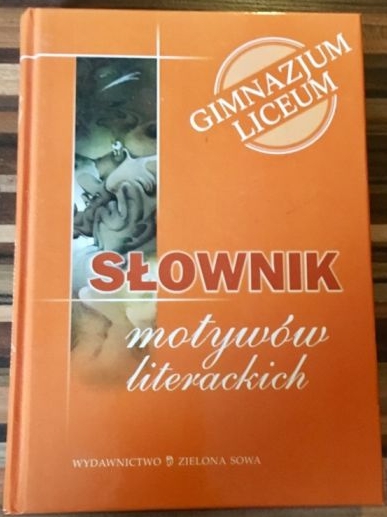 GIMNAZJUM
LICEUM
SŁOWNIK
motywów
literackich
WYDAWNICTWO ZIELONA SOWA